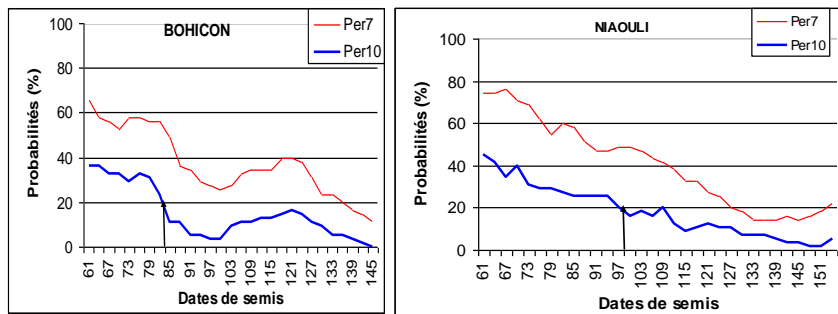 BOHICON
Per7
Per10
Probabilités (%)
100
80
60
40
20
0
61 67 73 79 85 91 97 103 109 115 121 127 133 139 145
Dates de semis
NIAOULI
Per7
Per10
Probabilités (%)
100
80
60
40
20
0
61 67 73 79 85 91 97 103 109 115 121 127 133 139 145 151
Dates de semis